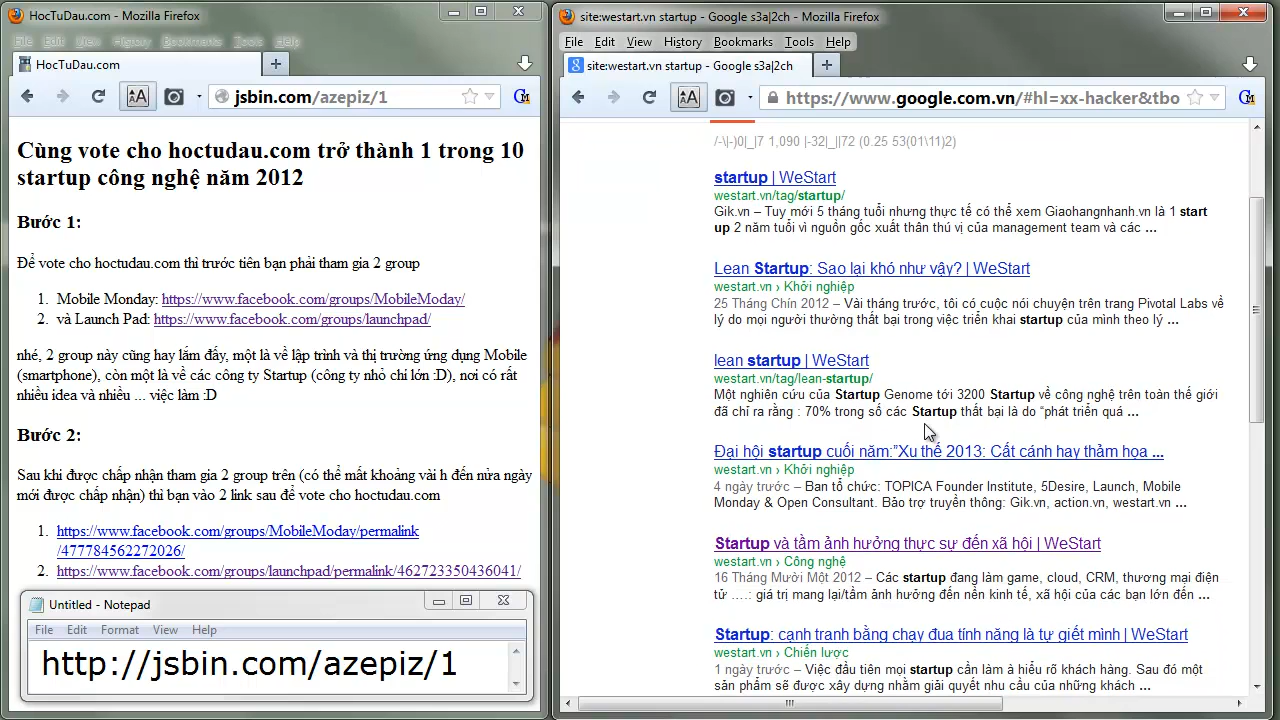 HocTuDau.com - Mozilla Firefox
File Edit View History Bookmarks Tools Help
HocTuDau.com
jsbin.com/azepiz/1
Cùng vote cho hoctudau.com trở thành 1 trong 10
startup công nghệ năm 2012
Bước 1:
Để vote cho hoctudau.com thì trước tiên bạn phải tham gia 2 group
1. Mobile Monday: https://www.facebook.com/groups/MobileModay/
2. và Launch Pad: https://www.facebook.com/groups/launchpad/
nhé, 2 group này cũng hay lắm đấy, một là về lập trình và thị trường ứng dụng Mobile
(smartphone), còn một là về các công ty Startup (công ty nhỏ chí lớn :D), nơi có rất
nhiều idea và nhiều ... việc làm :D
Bước 2:
Sau khi được chấp nhận tham gia 2 group trên (có thể mất khoảng vài h đến nửa ngày
mới được chấp nhận) thì bạn vào 2 link sau để vote cho hoctudau.com
1. https://www.facebook.com/groups/MobileModay/permalink
/477784562272026/
2. https://www.facebook.com/groups/launchpad/permalink/462723350436041/
Untitled - Notepad
File Edit Format View Help
http://jsbin.com/azepiz/1
site:westart.vn startup - Google s3a|2ch - Mozilla Firefox
File Edit View History Bookmarks Tools Help
site:westart.vn startup - Google s3a|2ch
https://www.google.com.vn/#hl=xx-hacker&tbo
/-\|-)0|_|7 1,090 |-32|_||72 (0.25 53(01\11)2)
startup | WeStart
westart.vn/tag/startup/
Gik.vn – Tuy mới 5 tháng tuổi nhưng thực tế có thể xem Giaohangnhanh.vn là 1 start
up 2 năm tuổi vì nguồn gốc xuất thân thú vị của management team và các ...
Lean Startup: Sao lại khó như vậy? | WeStart
westart.vn › Khởi nghiệp
25 Tháng Chín 2012 – Vài tháng trước, tôi có cuộc nói chuyện trên trang Pivotal Labs về
lý do mọi người thường thất bại trong việc triển khai startup của mình theo lý ...
lean startup | WeStart
westart.vn/tag/lean-startup/
Một nghiên cứu của Startup Genome tới 3200 Startup về công nghệ trên toàn thế giới
đã chỉ ra rằng : 70% trong số các Startup thất bại là do “phát triển quá ...
Đại hội startup cuối năm:”Xu thế 2013: Cất cánh hay thảm họa ...
westart.vn › Khởi nghiệp
4 ngày trước – Ban tổ chức: TOPICA Founder Institute, 5Desire, Launch, Mobile
Monday & Open Consultant. Bảo trợ truyền thông: Gik.vn, action.vn, westart.vn ...
Startup và tầm ảnh hưởng thực sự đến xã hội | WeStart
westart.vn › Công nghệ
16 Tháng Mười Một 2012 – Các startup đang làm game, cloud, CRM, thương mại điện
tử ….: giá trị mang lại/tầm ảnh hưởng đến nền kinh tế, xã hội của các bạn lớn đến ...
Startup: cạnh tranh bằng chạy đua tính năng là tự giết mình | WeStart
westart.vn › Chiến lược
1 ngày trước – Việc đầu tiên mọi startup cần làm à hiểu rõ khách hàng. Sau đó một
sản phẩm sẽ được xây dựng nhằm giải quyết nhu cầu của những khách ...